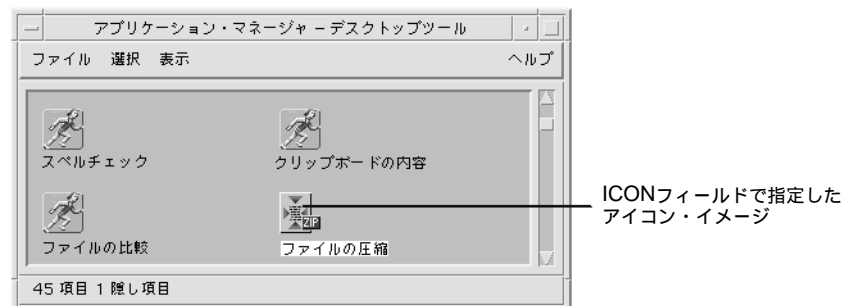 アプリケーション・マネージャ – デスクトップツール
ファイル 選択 表示 ヘルプ
スペルチェック クリップボードの内容
ICONフィールドで指定した
アイコン・イメージ
ZIP
ファイルの比較 ファイルの圧縮
45 項目 1 隠し項目